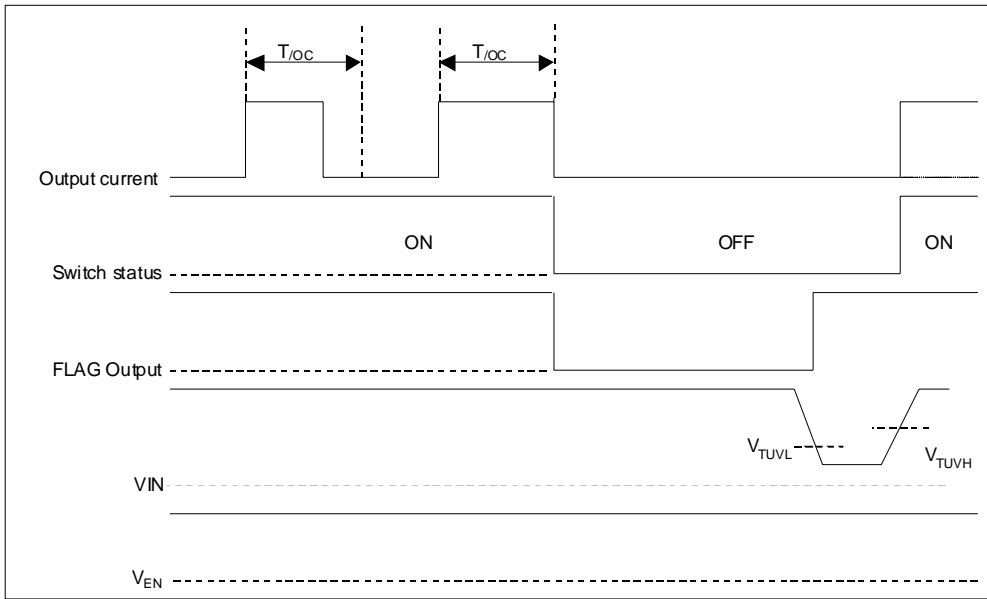 T/OC T/OC
Output current
ON OFF ON
Switch status
FLAG Output
VTUVL VTUVH
VIN
VEN